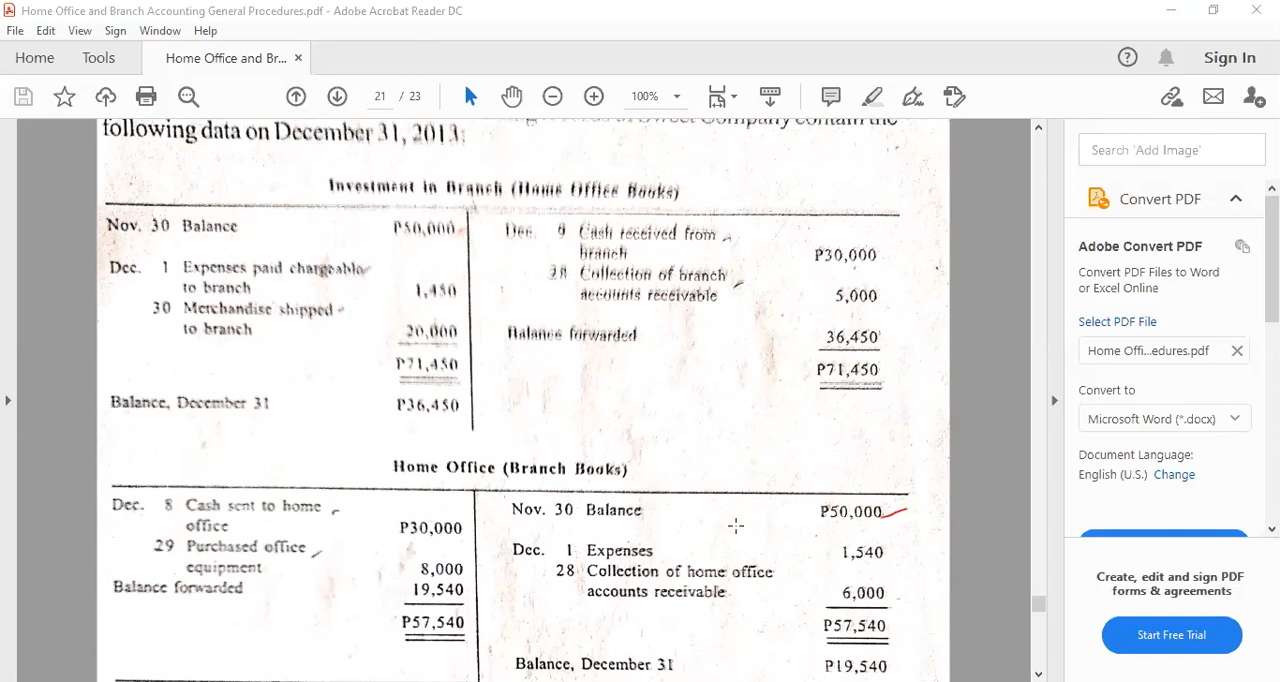 Home Office and Branch Accounting General Procedures.pdf - Adobe Acrobat Reader DC
File Edit View Sign Window Help
Home Tools Home Office and Br... × Sign In
21 / 23 100%
following data on December 31, 2013:
Investment in Branch (Home Office Books)
Nov. 30 Balance P50,000
Dec. 1 Expenses paid chargeable
to branch 1,450
30 Merchandise shipped
to branch 20,000
P71,450
Balance, December 31 P36,450
Dec. 9 Cash received from
branch P30,000
28 Collection of branch
accounts receivable 5,000
Balance forwarded 36,450
P71,450
Home Office (Branch Books)
Dec. 8 Cash sent to home
office P30,000
29 Purchased office
equipment 8,000
Balance forwarded 19,540
P57,540
Nov. 30 Balance P50,000
Dec. 1 Expenses 1,540
28 Collection of home office
accounts receivable 6,000
P57,540
Balance, December 31 P19,540
Search 'Add Image'
Convert PDF
Adobe Convert PDF
Convert PDF Files to Word
or Excel Online
Select PDF File
Home Offi...edures.pdf
Convert to
Microsoft Word (*.docx)
Document Language:
English (U.S.) Change
Create, edit and sign PDF
forms & agreements
Start Free Trial